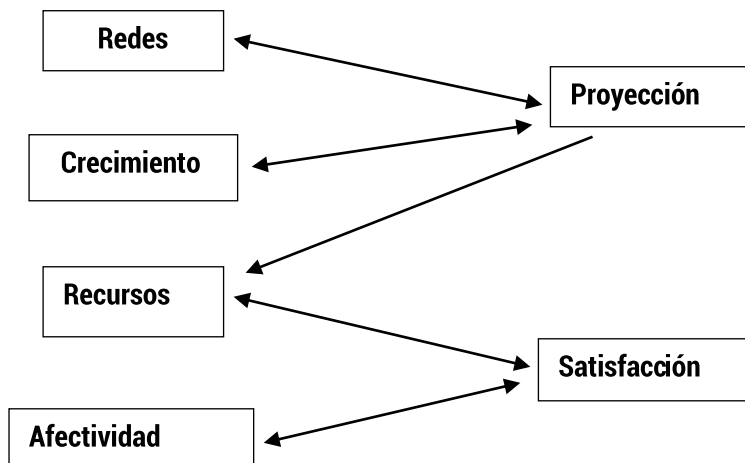 Redes
Proyección
Crecimiento
Recursos
Satisfacción
Afectividad